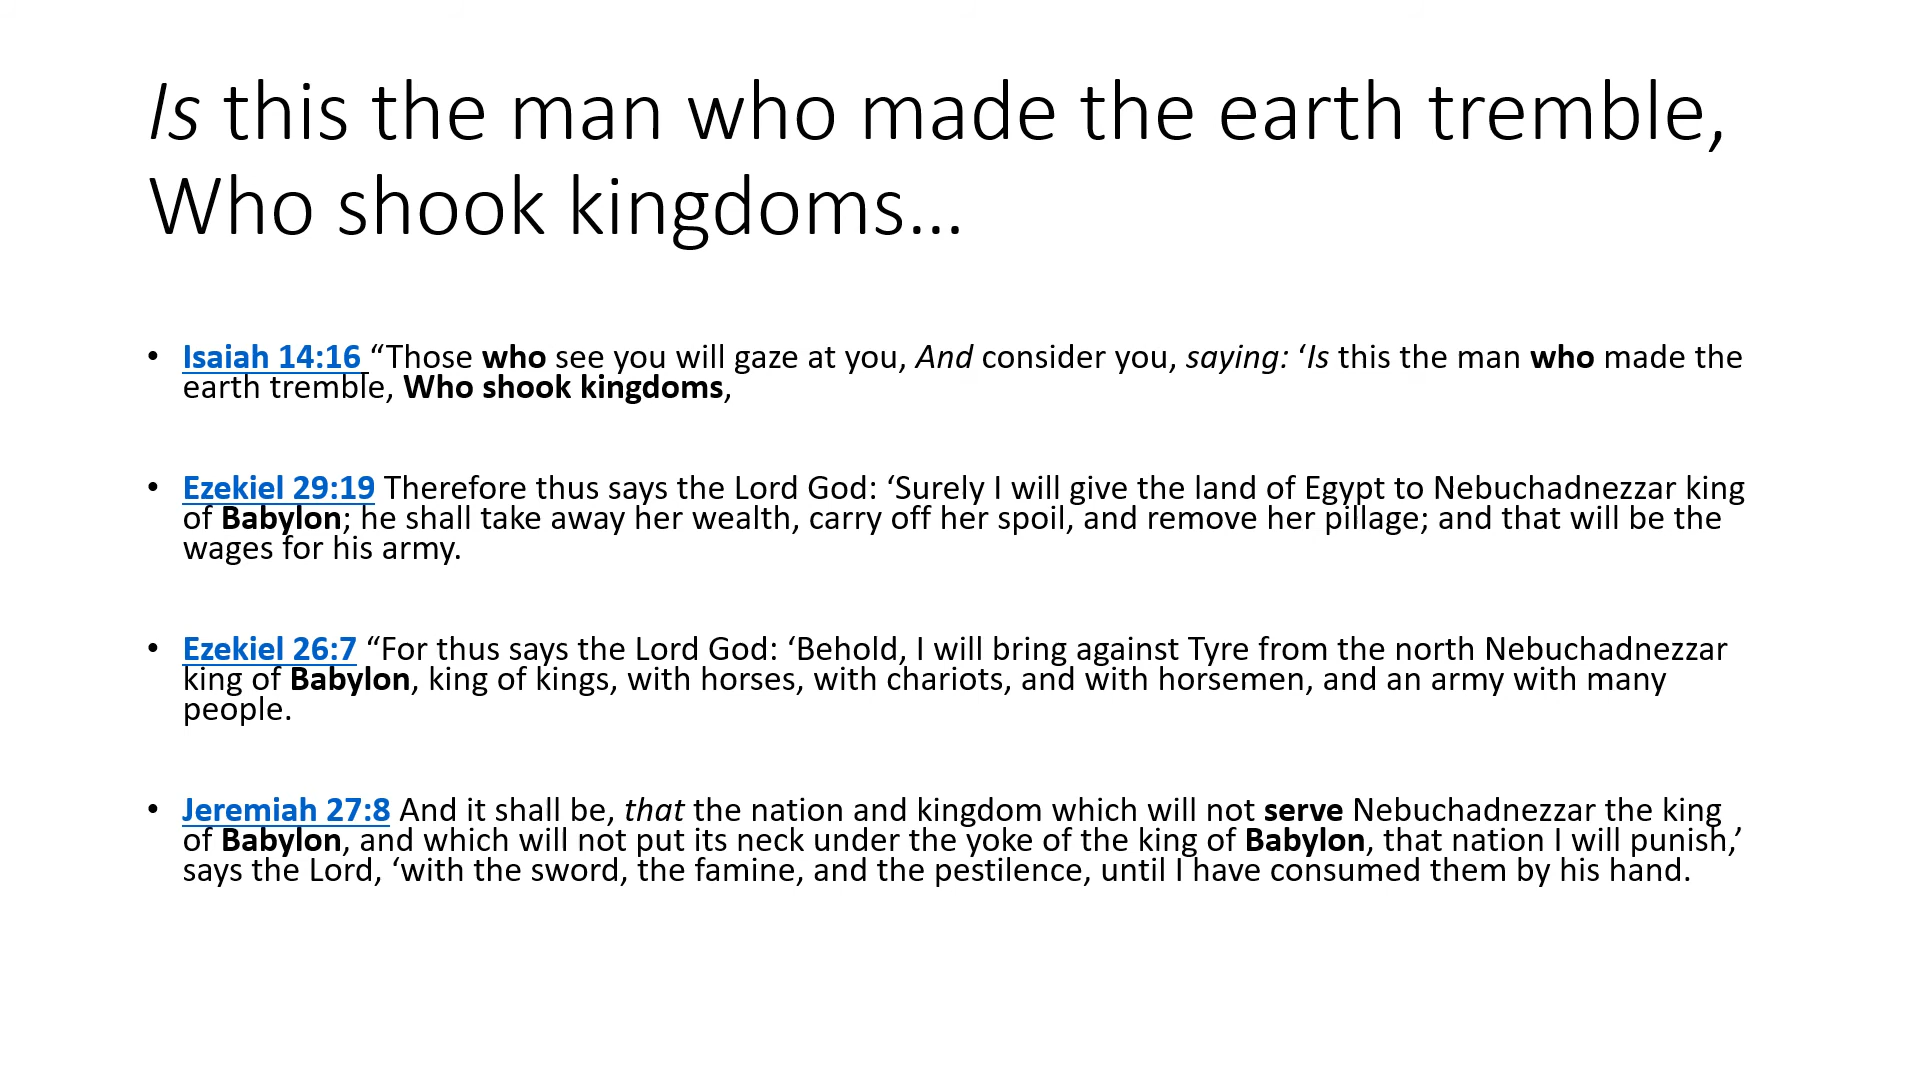 Is this the man who made the earth tremble,
Who shook kingdoms…
• Isaiah 14:16 “Those who see you will gaze at you, And consider you, saying: ‘Is this the man who made the
earth tremble, Who shook kingdoms,
• Ezekiel 29:19 Therefore thus says the Lord God: ‘Surely I will give the land of Egypt to Nebuchadnezzar king
of Babylon; he shall take away her wealth, carry off her spoil, and remove her pillage; and that will be the
wages for his army.
• Ezekiel 26:7 “For thus says the Lord God: ‘Behold, I will bring against Tyre from the north Nebuchadnezzar
king of Babylon, king of kings, with horses, with chariots, and with horsemen, and an army with many
people.
• Jeremiah 27:8 And it shall be, that the nation and kingdom which will not serve Nebuchadnezzar the king
of Babylon, and which will not put its neck under the yoke of the king of Babylon, that nation I will punish,’
says the Lord, ‘with the sword, the famine, and the pestilence, until I have consumed them by his hand.